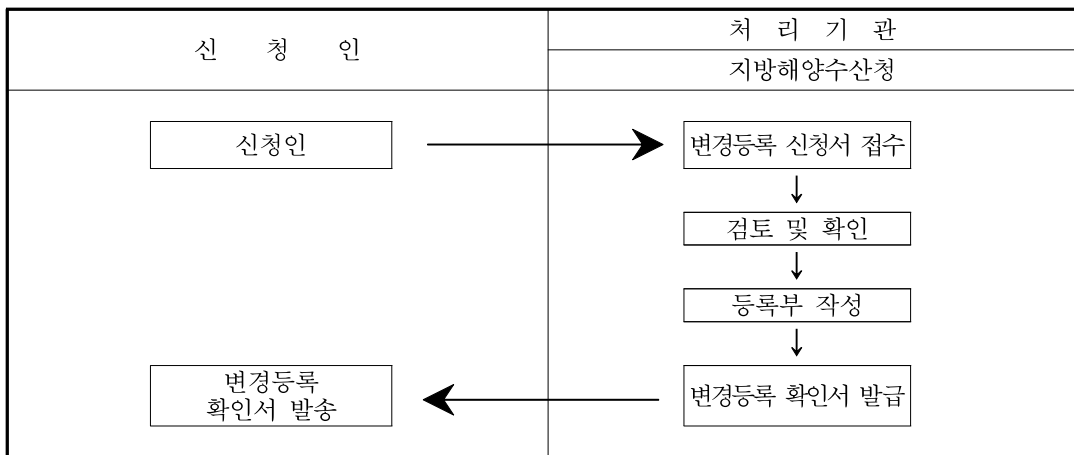 신 청 인
처 리 기 관
지방해양수산청
신청인
변경등록 신청서 접수
검토 및 확인
등록부 작성
변경등록
확인서 발송
변경등록 확인서 발급